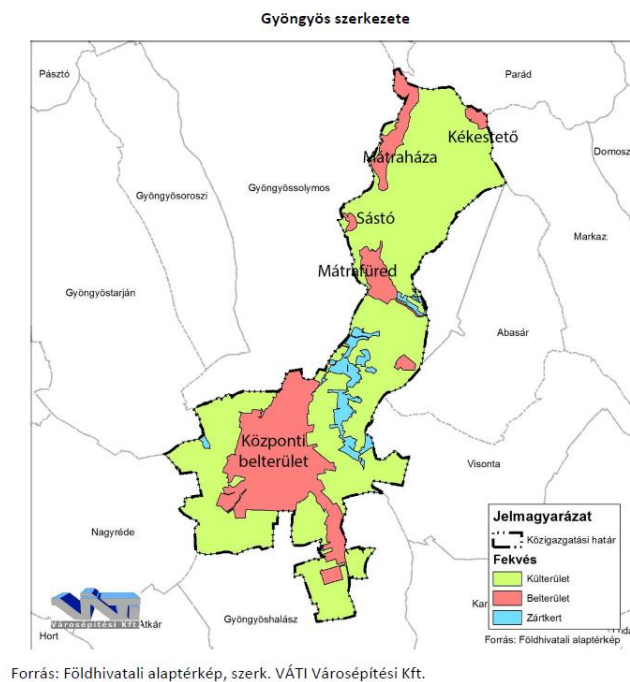 Gyöngyös szerkezete
Pásztó
Parád
Kékestető
Mátraháza
Domosz
Gyöngyösoroszi
Gyöngyössolymos
Sástó
Markaz
Mátrafüred
Gyöngyöstarján
Abasár
Központi
belterület
Visonta
Nagyréde
Jelmagyarázat
Közigazgatási határ
Fekvés
Külterület
Belterület
Zártkert
Kar
Városépítési Kft.
Atkár
Gyöngyöshalász
Hort
Forrás: Földhivatali alaptérkép
Forrás: Földhivatali alaptérkép, szerk. VÁTI Városépítési Kft.